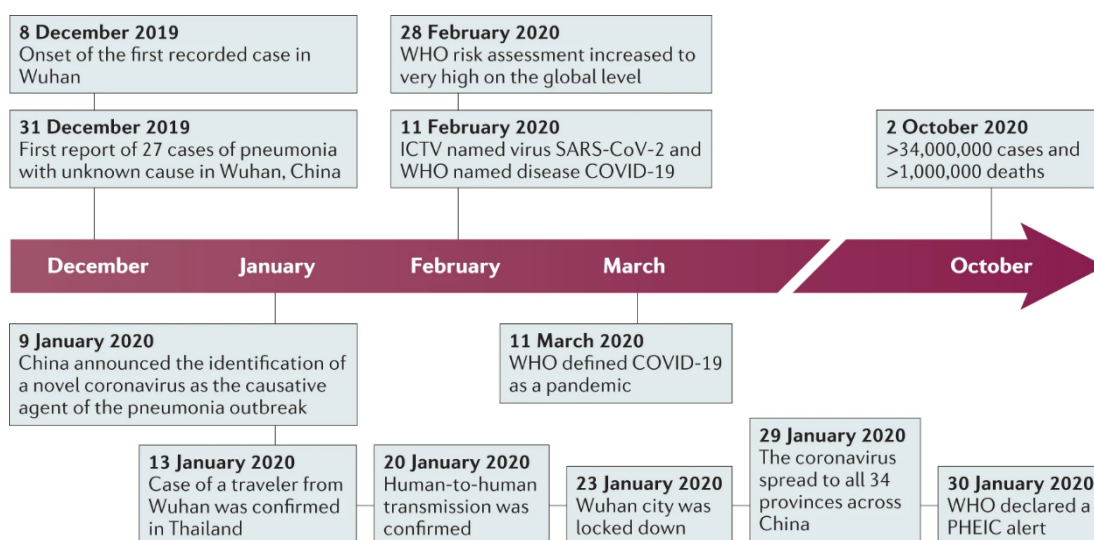 8 December 2019
Onset of the first recorded case in
Wuhan
28 February 2020
WHO risk assessment increased to
very high on the global level
31 December 2019
First report of 27 cases of pneumonia
with unknown cause in Wuhan, China
11 February 2020
ICTV named virus SARS-CoV-2 and
WHO named disease COVID-19
2 October 2020
>34,000,000 cases and
>1,000,000 deaths
December
January
February
March
October
9 January 2020
China announced the identification of
a novel coronavirus as the causative
agent of the pneumonia outbreak
11 March 2020
WHO defined COVID-19
as a pandemic
13 January 2020
Case of a traveler from
Wuhan was confirmed
in Thailand
20 January 2020
Human-to-human
transmission was
confirmed
23 January 2020
Wuhan city was
locked down
29 January 2020
The coronavirus
spread to all 34
provinces across
China
30 January 2020
WHO declared a
PHEIC alert